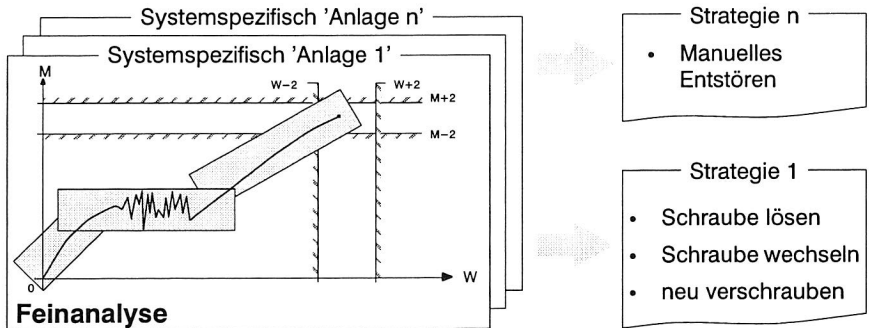 Systemspezifisch 'Anlage n'
Systemspezifisch 'Anlage 1'
M
W-2
W+2
M+2
M-2
0
W
Feinanalyse
Strategie n
• Manuelles
Entstören
Strategie 1
• Schraube lösen
• Schraube wechseln
• neu verschrauben